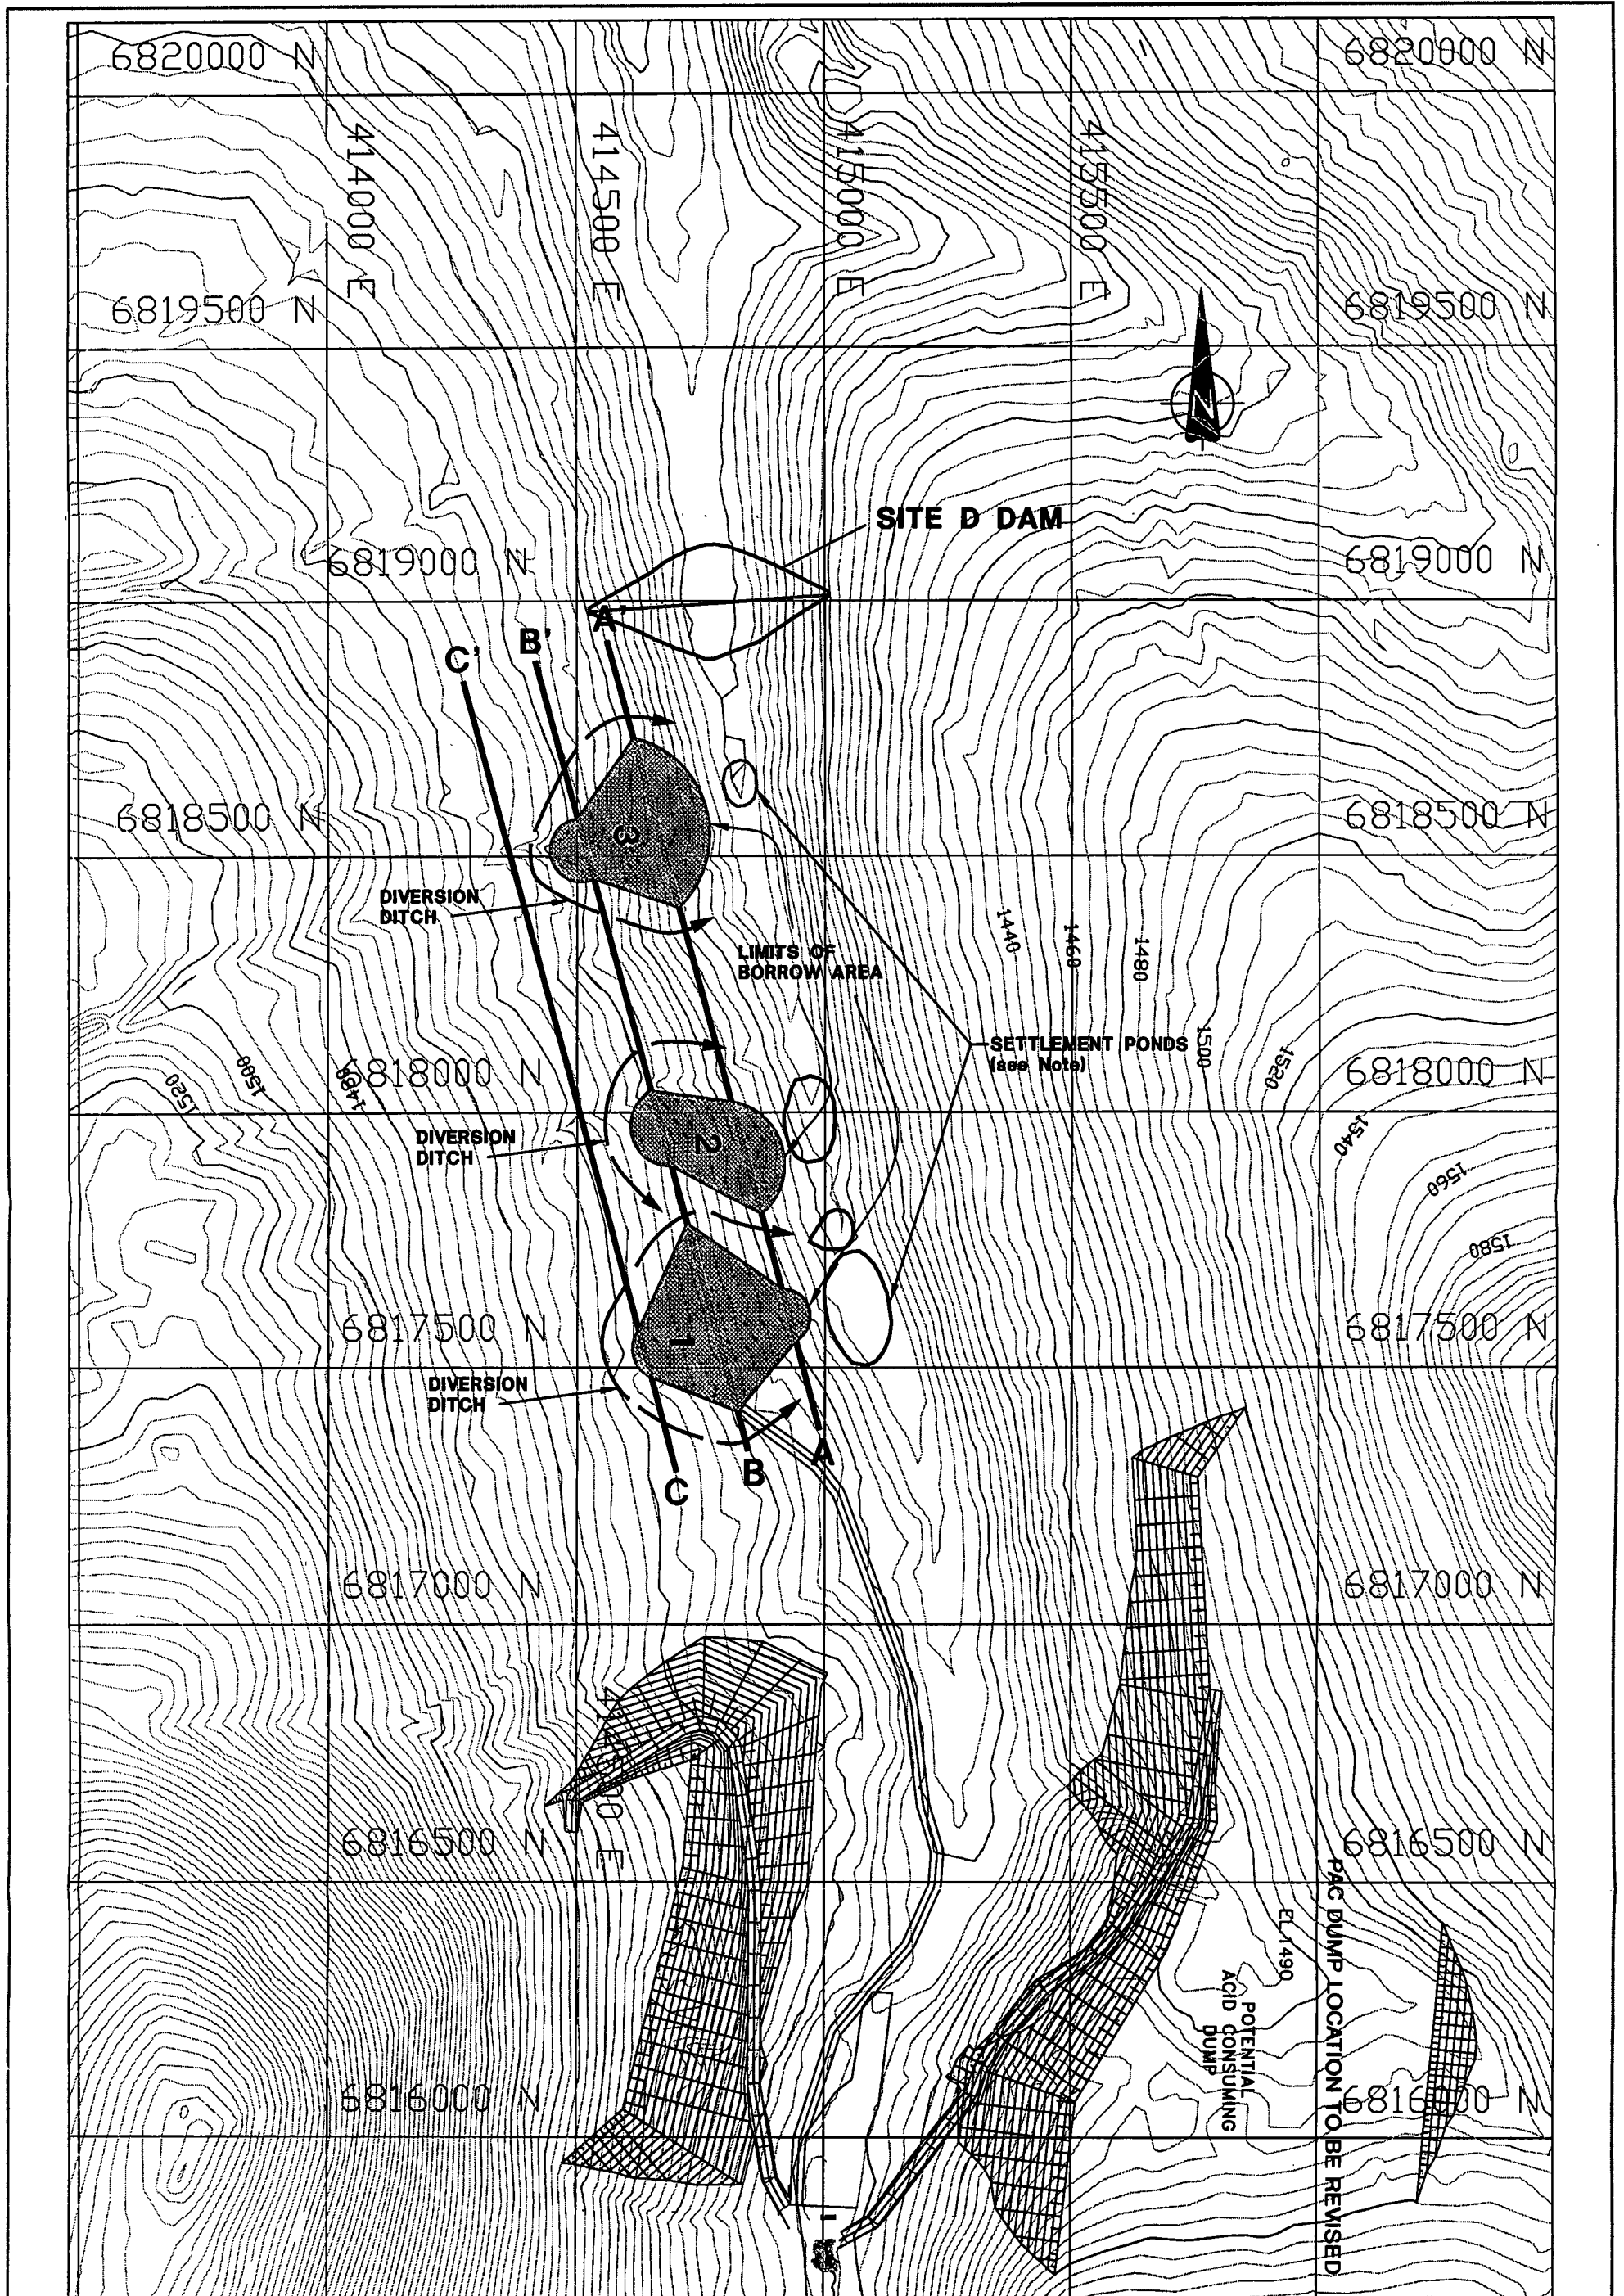 6820000 N
6820000 N
414000 E
414500 E
415000 E
415500 E
6819500 N
6819500 N
N
SITE D DAM
6819000 N
6819000 N
A'
B'
C'
6818500 N
6818500 N
3
DIVERSION
DITCH
LIMITS OF
BORROW AREA
1440
1460
1480
SETTLEMENT PONDS
(see Note)
1500
1520
1540
1560
1580
1520
1500
1480
6818000 N
6818000 N
DIVERSION
DITCH
2
6817500 N
6817500 N
1
DIVERSION
DITCH
A
B
C
6817000 N
6817000 N
6816500 N
6816500 N
EL.1490
POTENTIAL
ACID CONSUMING
DUMP
PAC DUMP LOCATION TO BE REVISED
6816000 N
6816000 N